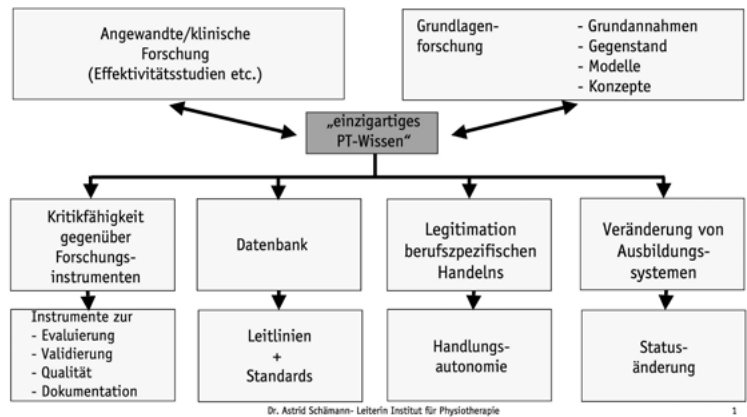 Angewandte/klinische
Forschung
(Effektivitätsstudien etc.)
Grundlagen-
forschung
- Grundannahmen
- Gegenstand
- Modelle
- Konzepte
„einzigartiges
PT-Wissen“
Kritikfähigkeit
gegenüber
Forschungs-
instrumenten
Datenbank
Legitimation
berufszpezifischen
Handelns
Veränderung von
Ausbildungs-
systemen
Instrumente zur
- Evaluierung
- Validierung
- Qualität
- Dokumentation
Leitlinien
+
Standards
Handlungs-
autonomie
Status-
änderung
Dr. Astrid Schämann- Leiterin Institut für Physiotherapie
1